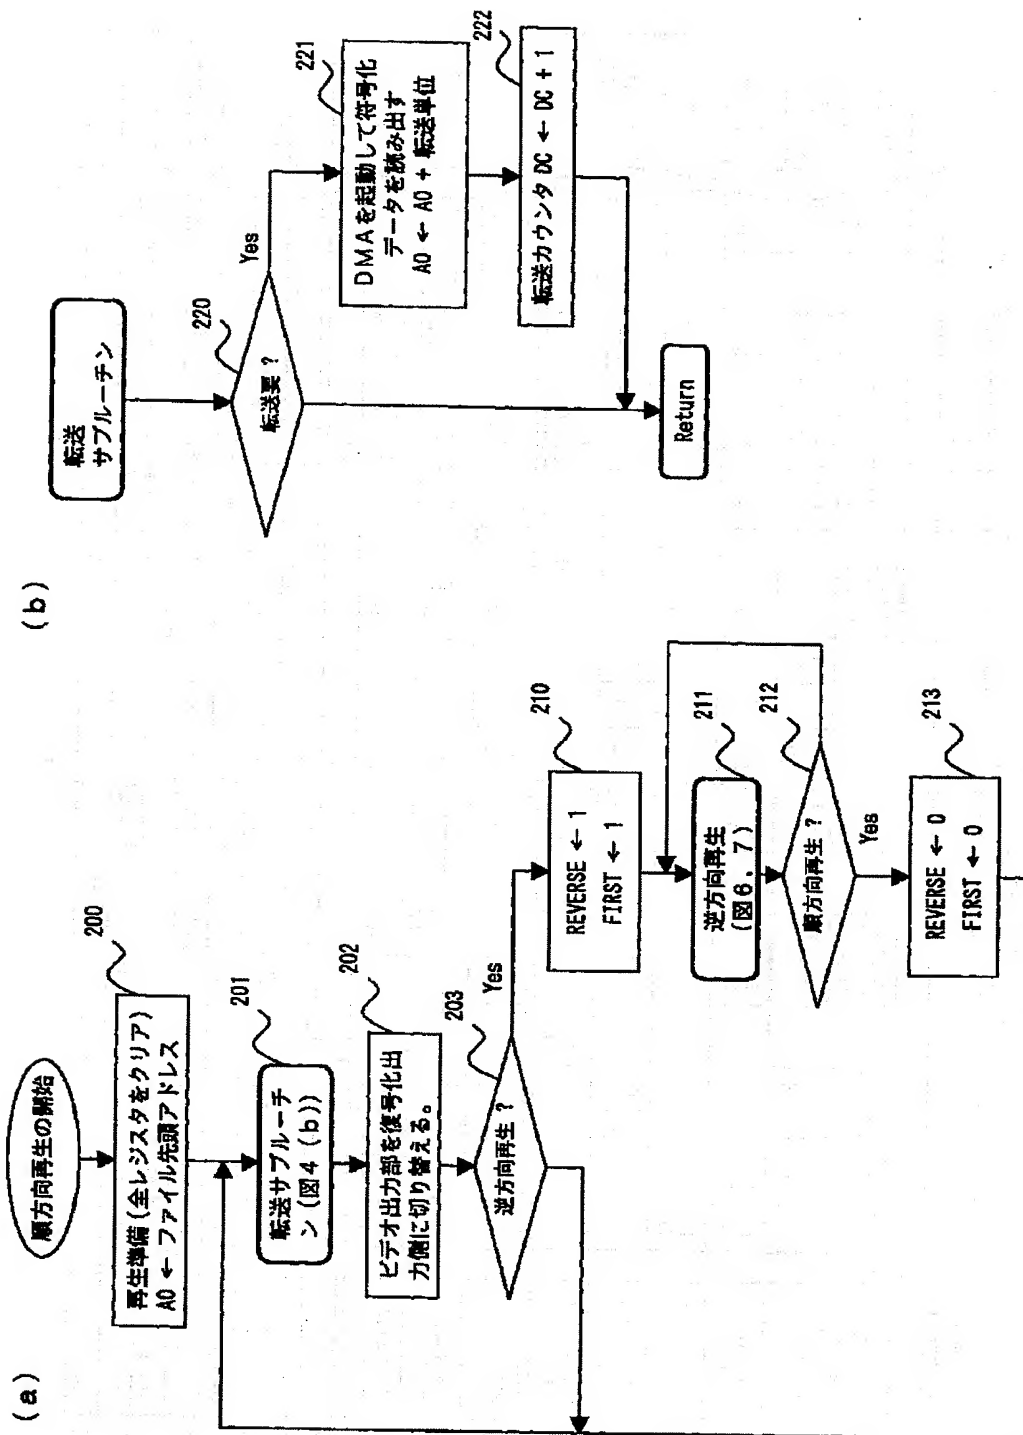 (a)
順方向再生の開始
200
再生準備(全レジスタをクリア)
A0 ← ファイル先頭アドレス
201
転送サブルーチ
ン(図4(b))
202
ビデオ出力部を復号化出
力側に切り替える。
203
逆方向再生?
Yes
210
REVERSE ← 1
FIRST ← 1
211
逆方向再生
(図6、7)
212
順方向再生?
Yes
213
REVERSE ← 0
FIRST ← 0
(b)
転送
サブルーチン
220
転送要?
Yes
221
DMAを起動して符号化
データを読み出す
A0 ← A0 + 転送単位
222
転送カウンタ DC ← DC + 1
Return